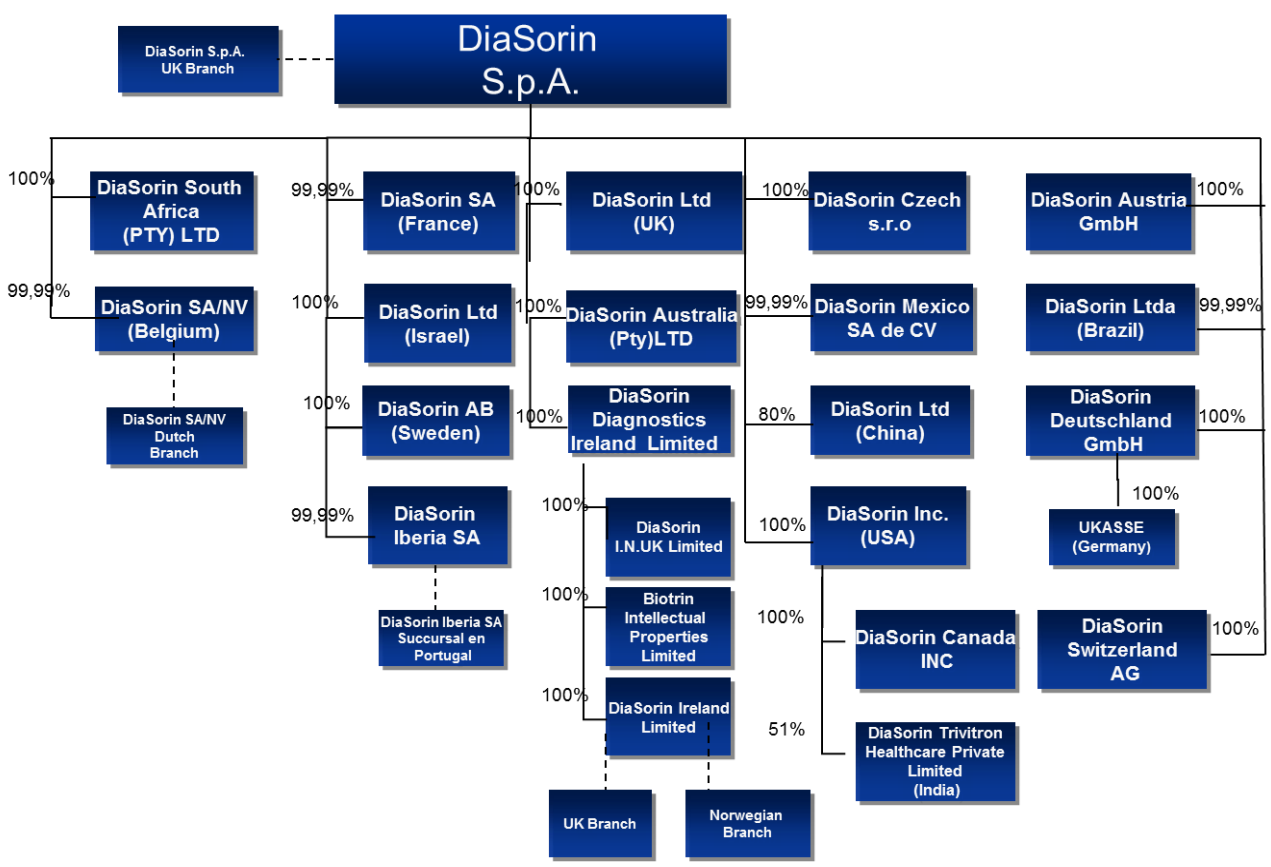 DiaSorin
S.p.A.
DiaSorin S.p.A.
UK Branch
100%
DiaSorin South
Africa
(PTY) LTD
99,99%
DiaSorin SA/NV
(Belgium)
DiaSorin SA/NV
Dutch
Branch
99,99%
DiaSorin SA
(France)
100%
DiaSorin Ltd
(Israel)
100%
DiaSorin AB
(Sweden)
99,99%
DiaSorin
Iberia SA
DiaSorin Iberia SA
Succursal en
Portugal
100%
DiaSorin Ltd
(UK)
100%
DiaSorin Australia
(Pty)LTD
100%
DiaSorin
Diagnostics
Ireland Limited
100%
DiaSorin
I.N.UK Limited
100%
Biotrin
Intellectual
Properties
Limited
100%
DiaSorin Ireland
Limited
UK Branch
Norwegian
Branch
100%
DiaSorin Czech
s.r.o
99,99%
DiaSorin Mexico
SA de CV
80%
DiaSorin Ltd
(China)
100%
DiaSorin Inc.
(USA)
100%
DiaSorin Canada
INC
51%
DiaSorin Trivitron
Healthcare Private
Limited
(India)
DiaSorin Austria
GmbH
100%
DiaSorin Ltda
(Brazil)
99,99%
DiaSorin
Deutschland
GmbH
100%
100%
UKASSE
(Germany)
DiaSorin
Switzerland
AG
100%